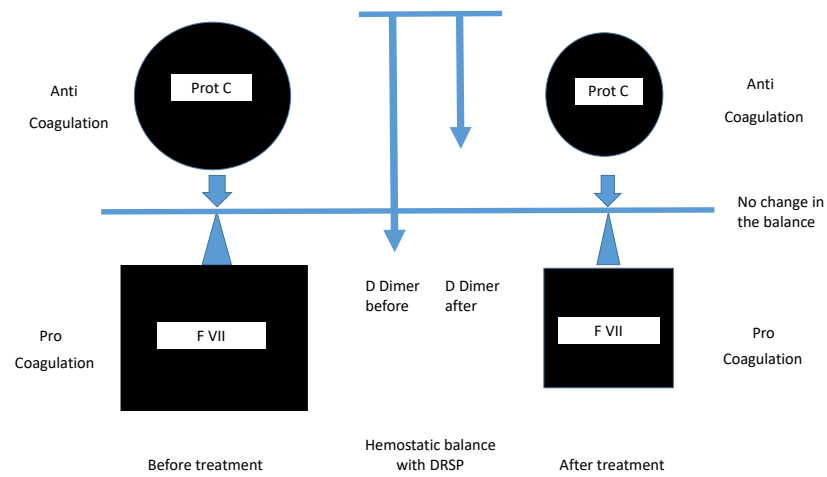 Anti
Coagulation
Prot C
Prot C
Anti
Coagulation
No change in
the balance
D Dimer
before
D Dimer
after
Pro
Coagulation
F VII
F VII
Pro
Coagulation
Before treatment
Hemostatic balance
with DRSP
After treatment